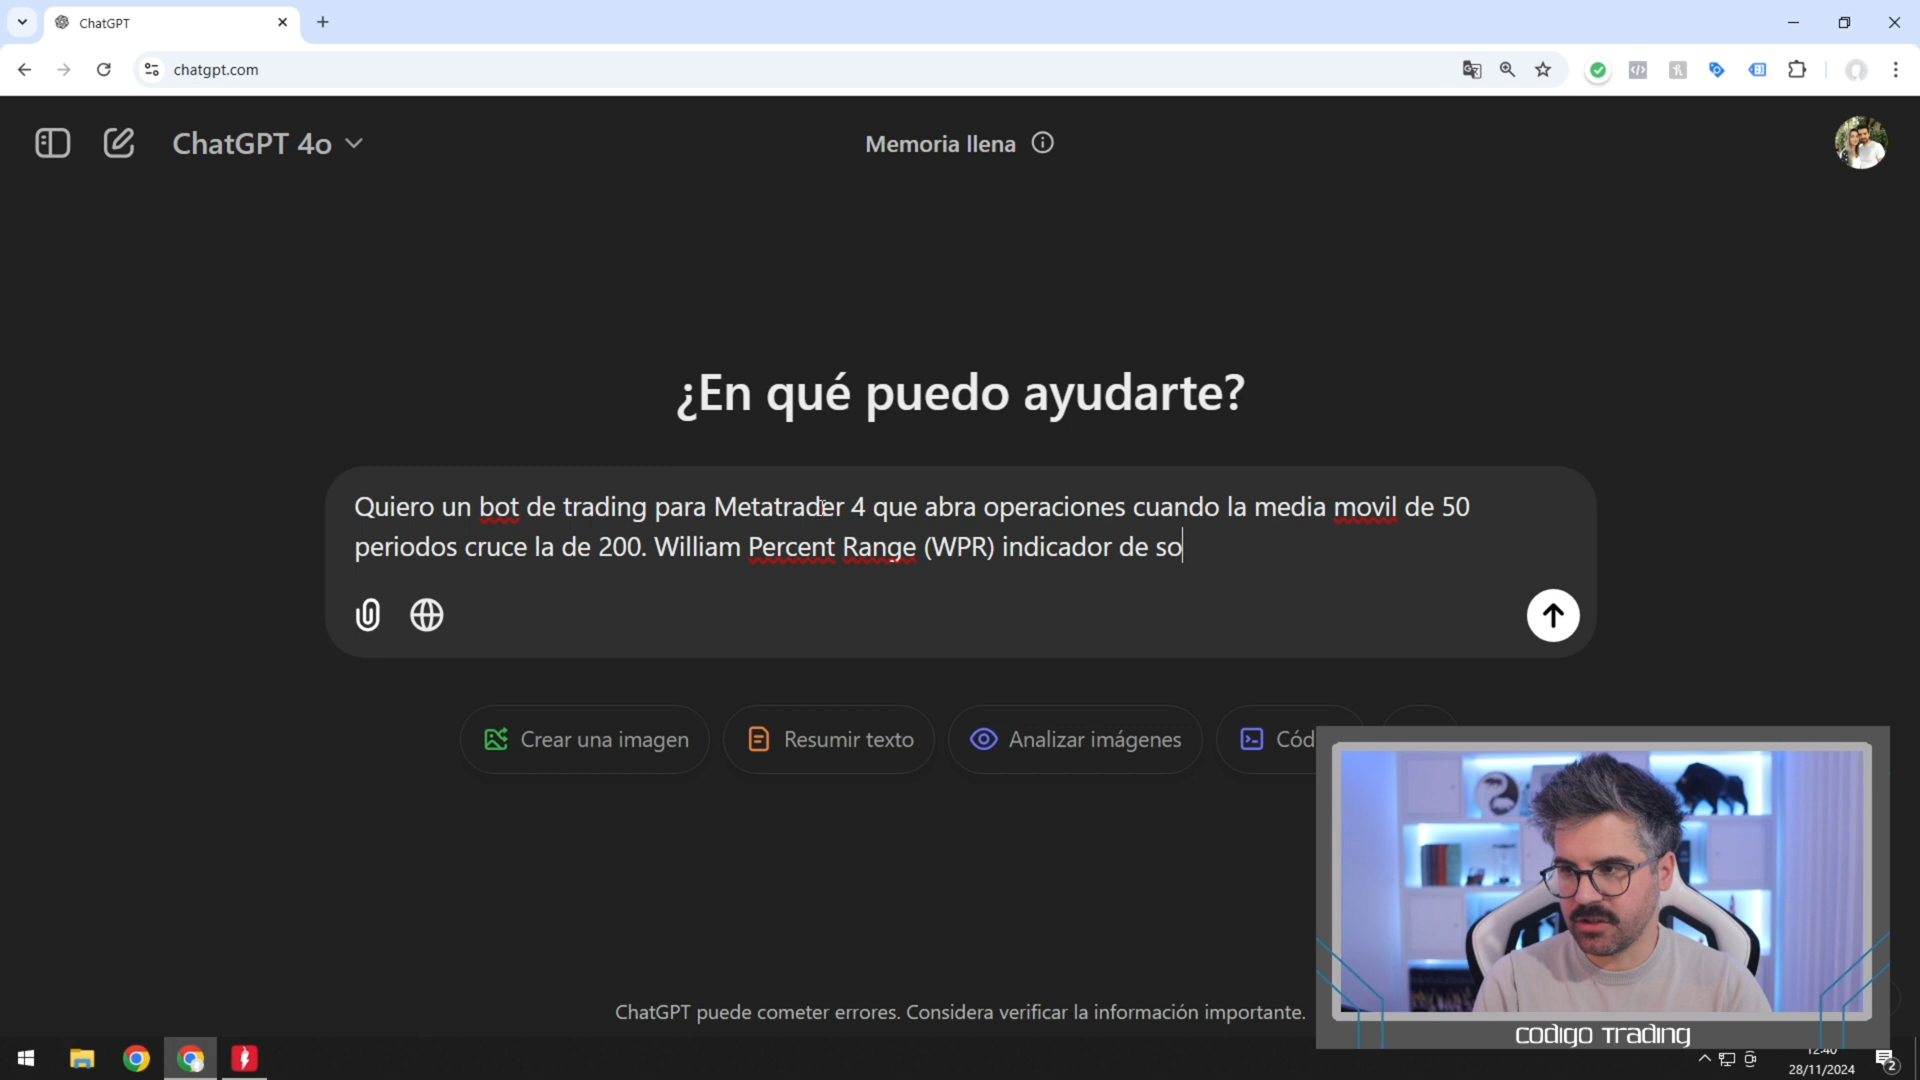 ChatGPT
chatgpt.com
ChatGPT 4o
Memoria llena
¿En qué puedo ayudarte?
Quiero un bot de trading para Metatrader 4 que abra operaciones cuando la media movil de 50
periodos cruce la de 200. William Percent Range (WPR) indicador de so
Crear una imagen
Resumir texto
Analizar imágenes
Cód
ChatGPT puede cometer errores. Considera verificar la información importante.
CODIGO TRADING
12:40
28/11/2024
2